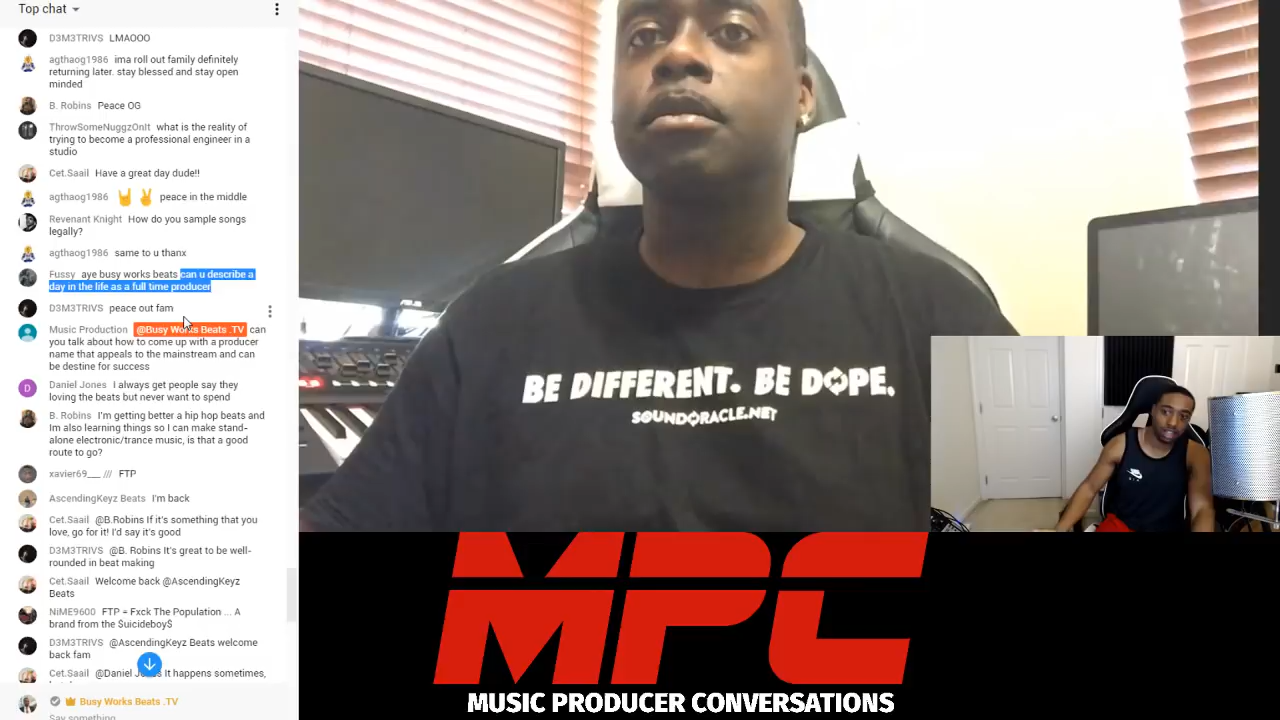 Top chat
D3M3TRIVS LMAOOO
agthaog1986 ima roll out family definitely
returning later. stay blessed and stay open
minded
B. Robins Peace OG
ThrowSomeNuggzOnIt what is the reality of
trying to become a professional engineer in a
studio
Cet.Saail Have a great day dude!!
agthaog1986 🤘 ✌ peace in the middle
Revenant Knight How do you sample songs
legally?
agthaog1986 same to u thanx
Fussy aye busy works beats can u describe a
day in the life as a full time producer
D3M3TRIVS peace out fam
Music Production @Busy Works Beats .TV can
you talk about how to come up with a producer
name that appeals to the mainstream and can
be destine for success
Daniel Jones I always get people say they
loving the beats but never want to spend
B. Robins I'm getting better a hip hop beats and
Im also learning things so I can make stand-
alone electronic/trance music, is that a good
route to go?
xavier69___ /// FTP
AscendingKeyz Beats I'm back
Cet.Saail @B.Robins If it's something that you
love, go for it! I'd say it's good
D3M3TRIVS @B. Robins It's great to be well-
rounded in beat making
Cet.Saail Welcome back @AscendingKeyz
Beats
NiME9600 FTP = Fxck The Population ... A
brand from the $uicideboy$
D3M3TRIVS @AscendingKeyz Beats welcome
back fam
Cet.Saail @Daniel It happens sometimes,
Busy Works Beats .TV
Say something
D
BE DIFFERENT. BE DOPE.
SOUNDORACLE.NET
MPC
MUSIC PRODUCER CONVERSATIONS